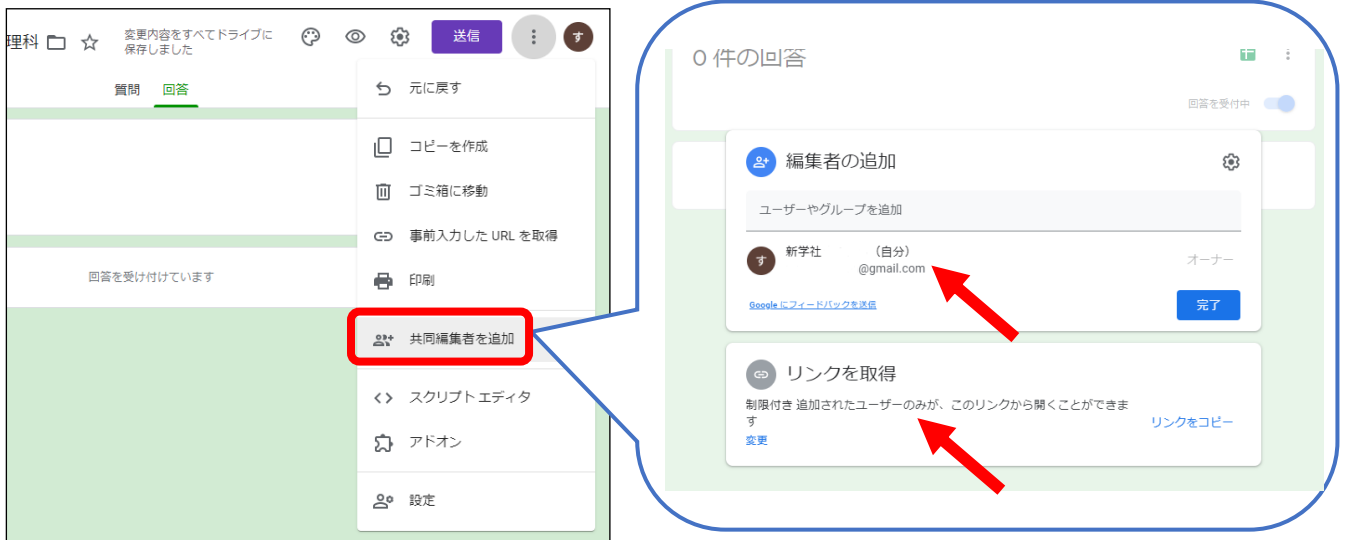 理科
変更内容をすべてドライブに
保存しました
送信
す
質問
回答
元に戻す
コピーを作成
ゴミ箱に移動
事前入力した URL を取得
印刷
共同編集者を追加
スクリプト エディタ
アドオン
設定
回答を受け付けています
0 件の回答
回答を受付中
編集者の追加
ユーザーやグループを追加
す
新学社 （自分）
@gmail.com
オーナー
Google にフィードバックを送信
完了
リンクを取得
制限付き 追加されたユーザーのみが、このリンクから開くことができま
す
変更
リンクをコピー